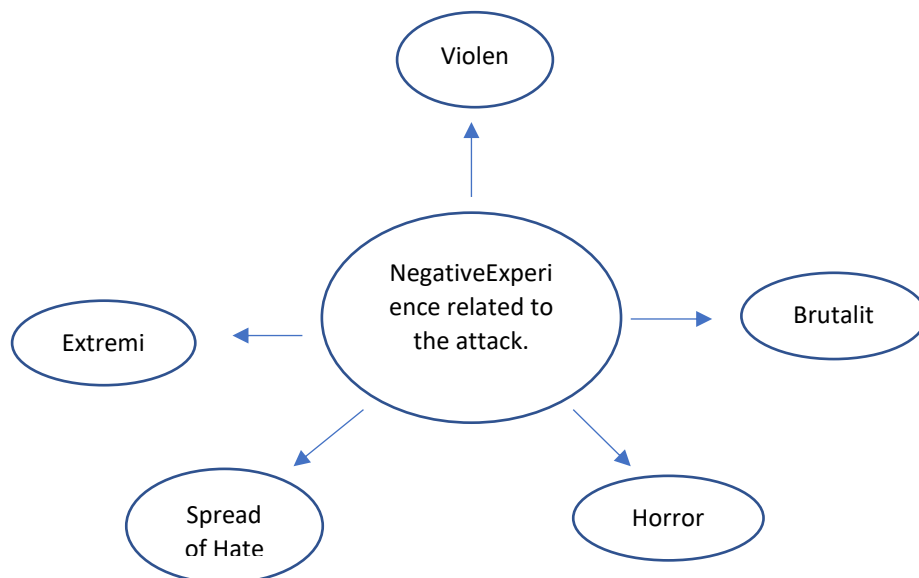 Violen
NegativeExperi
ence related to
the attack.
Brutalit
Extremi
Spread
of Hate
Horror